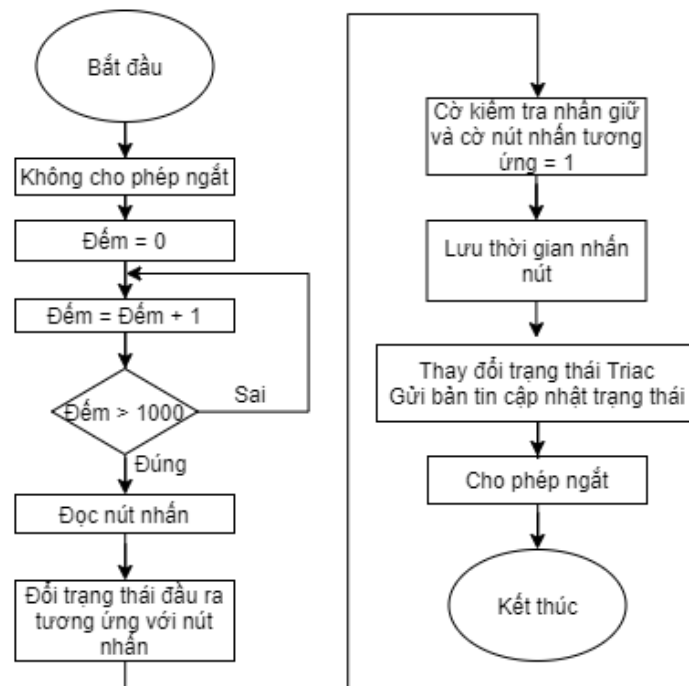 Bắt đầu
Không cho phép ngắt
Đếm = 0
Đếm = Đếm + 1
Đếm > 1000
Sai
Đúng
Đọc nút nhấn
Đổi trạng thái đầu ra
tương ứng với nút
nhấn
Cờ kiểm tra nhấn giữ
và cờ nút nhấn tương
ứng = 1
Lưu thời gian nhấn
nút
Thay đổi trạng thái Triac
Gửi bản tin cập nhật trạng thái
Cho phép ngắt
Kết thúc